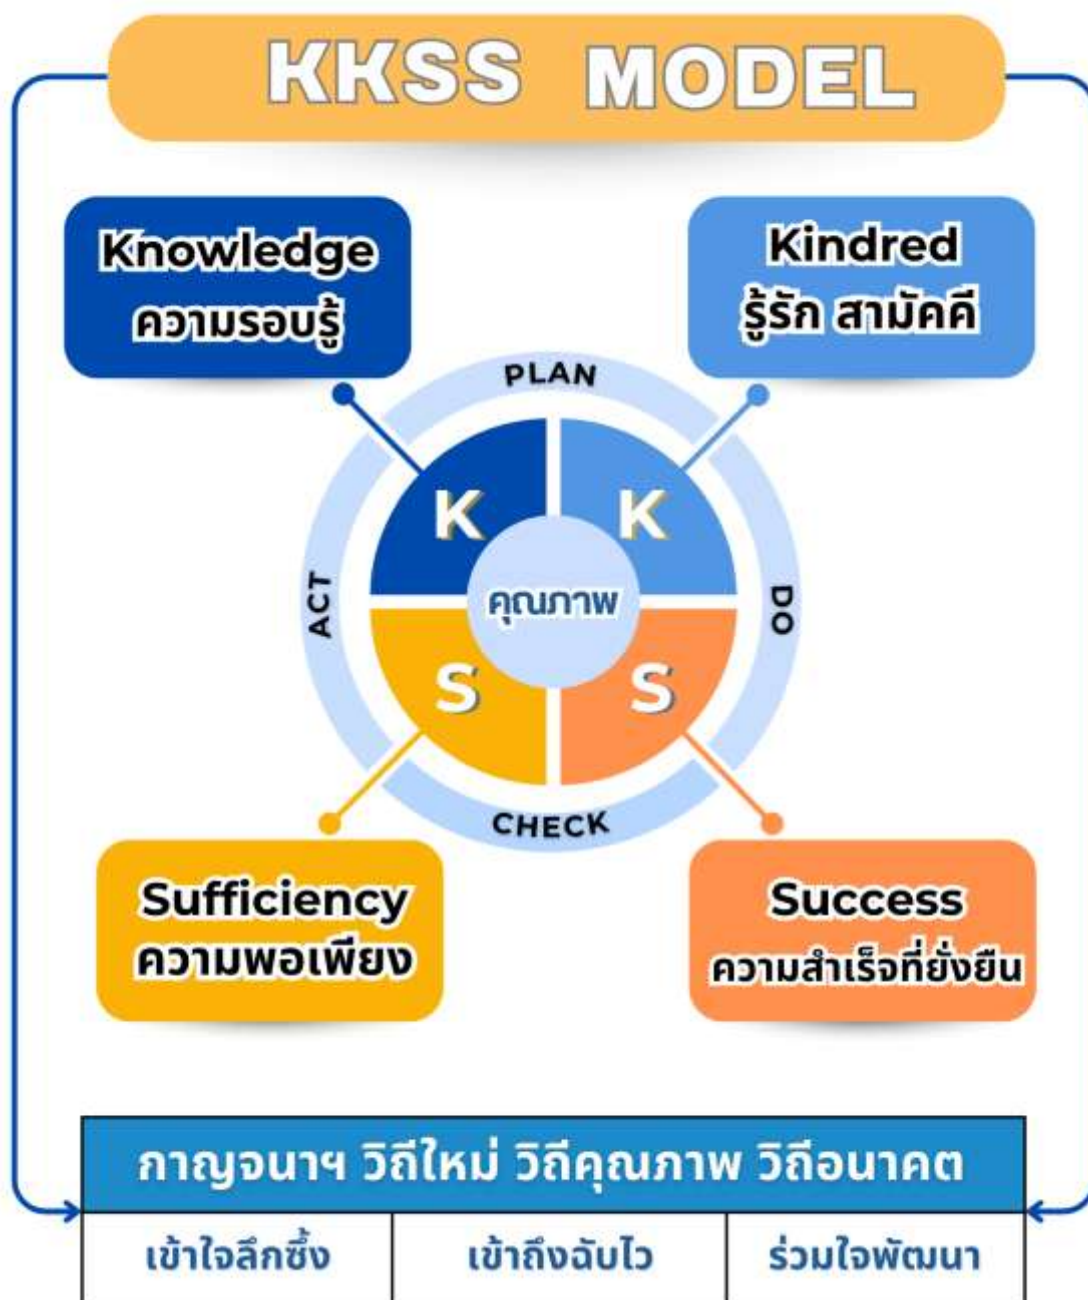 KKSS MODEL
Knowledge
ความรอบรู้
Kindred
รู้รัก สามัคคี
PLAN
K
K
ACT
คุณภาพ
DO
S
S
CHECK
Sufficiency
ความพอเพียง
Success
ความสำเร็จที่ยั่งยืน
กาญจนาฯ วิถีใหม่ วิถีคุณภาพ วิถีอนาคต
เข้าใจลึกซึ้ง
เข้าถึงฉับไว
ร่วมใจพัฒนา